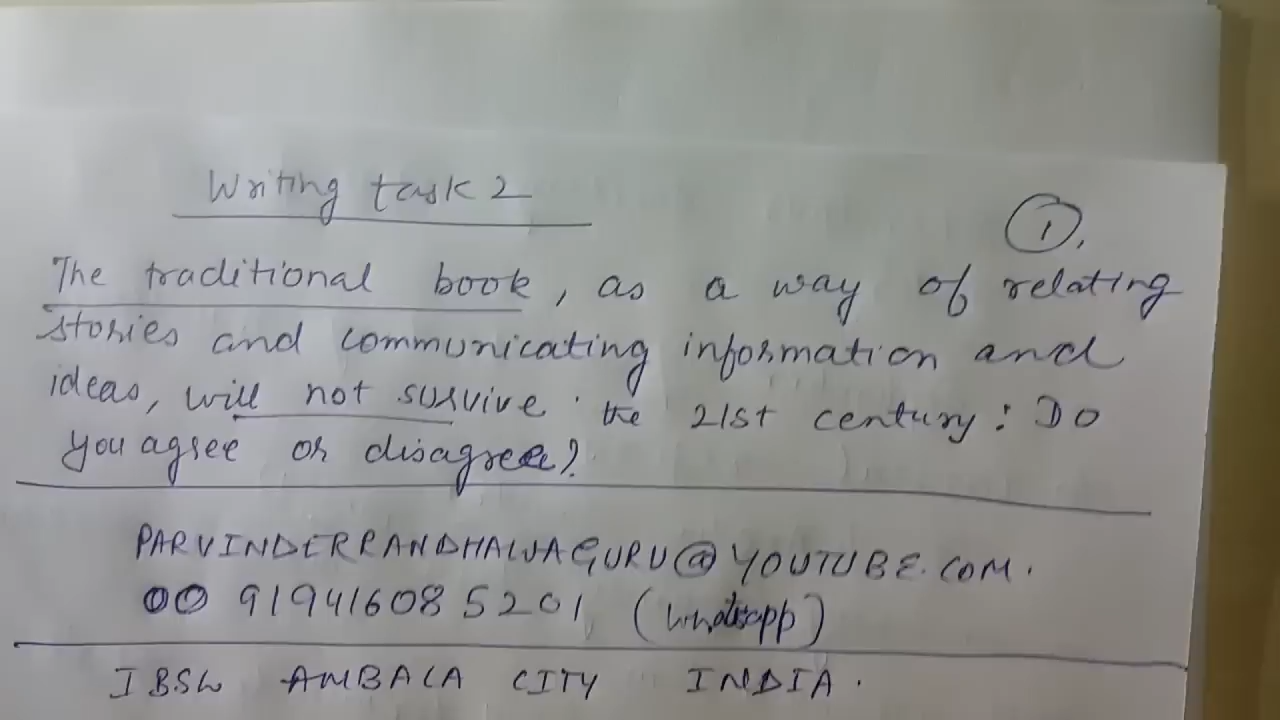 Writing task 2
1.
The traditional book, as a way of relating
stories and communicating information and
ideas, will not survive the 21st century: Do
you agree or disagree?
PARVINDERRANDHAWAGURU@YOUTUBE.COM.
00 919416085201 (Whatsapp)
AMBALA CITY INDIA.